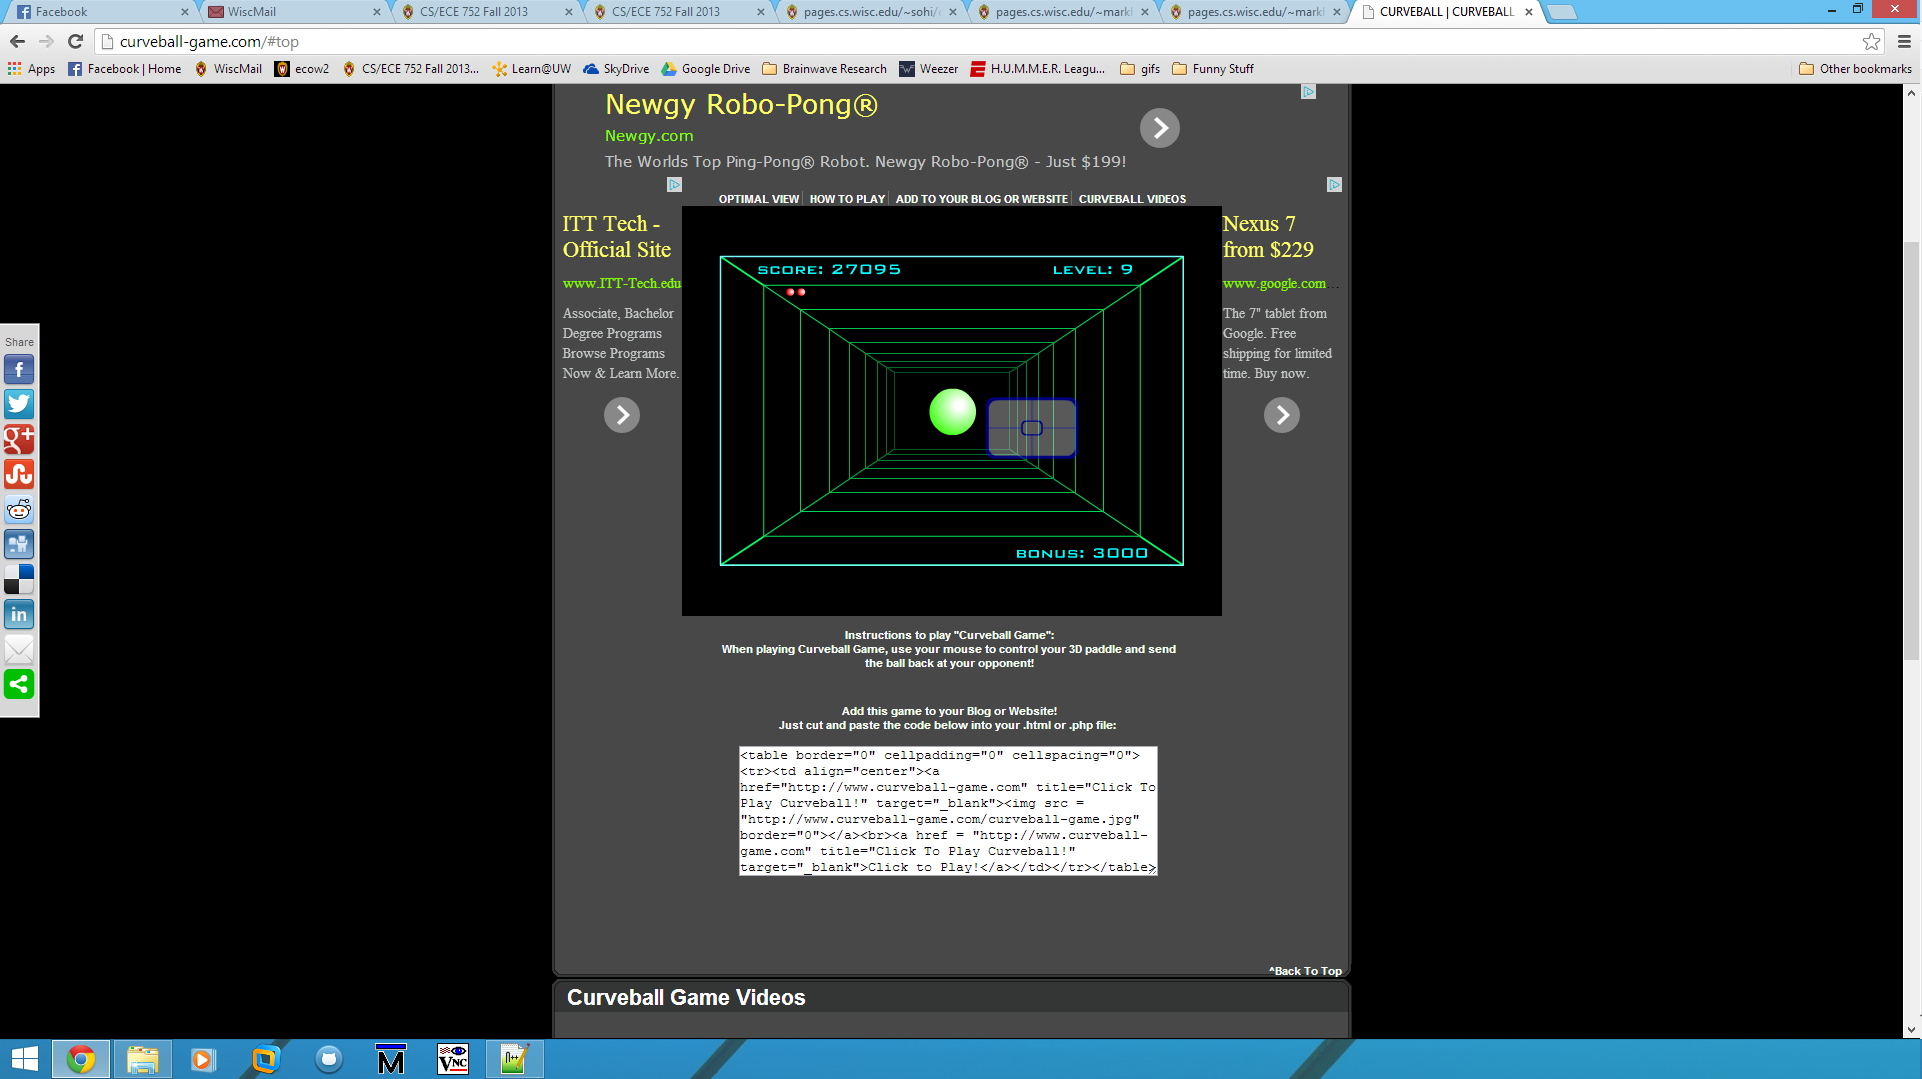 Facebook
WiscMail
CS/ECE 752 Fall 2013
CS/ECE 752 Fall 2013
pages.cs.wisc.edu/~sohi/
pages.cs.wisc.edu/~markh
pages.cs.wisc.edu/~markh
CURVEBALL | CURVEBALL
curveball-game.com/#top
Apps
Facebook | Home
WiscMail
ecow2
CS/ECE 752 Fall 2013...
Learn@UW
SkyDrive
Google Drive
Brainwave Research
Weezer
H.U.M.M.E.R. Leagu...
gifs
Funny Stuff
Other bookmarks
Newgy Robo-Pong®
Newgy.com
The Worlds Top Ping-Pong® Robot. Newgy Robo-Pong® - Just $199!
OPTIMAL VIEW | HOW TO PLAY | ADD TO YOUR BLOG OR WEBSITE | CURVEBALL VIDEOS
ITT Tech -
Official Site
www.ITT-Tech.edu
Associate, Bachelor
Degree Programs
Browse Programs
Now & Learn More.
SCORE: 27095
LEVEL: 9
BONUS: 3000
Nexus 7
from $229
www.google.com...
The 7" tablet from
Google. Free
shipping for limited
time. Buy now.
Share
f
g+
in
Instructions to play "Curveball Game":
When playing Curveball Game, use your mouse to control your 3D paddle and send
the ball back at your opponent!
Add this game to your Blog or Website!
Just cut and paste the code below into your .html or .php file:
<table border="0" cellpadding="0" cellspacing="0">
<tr><td align="center"><a
href="http://www.curveball-game.com" title="Click To
Play Curveball!" target="_blank"><img src =
"http://www.curveball-game.com/curveball-game.jpg"
border="0"></a><br><a href = "http://www.curveball-
game.com" title="Click To Play Curveball!"
target="_blank">Click to Play!</a></td></tr></table>
^Back To Top
Curveball Game Videos
M
VNC